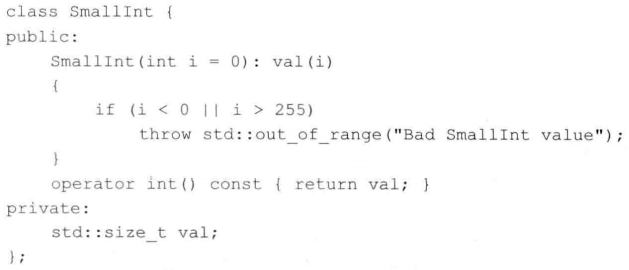 class SmallInt {
public:
    SmallInt(int i = 0): val(i)
    {
        if (i < 0 || i > 255)
            throw std::out_of_range("Bad SmallInt value");
    }
    operator int() const { return val; }
private:
    std::size_t val;
};